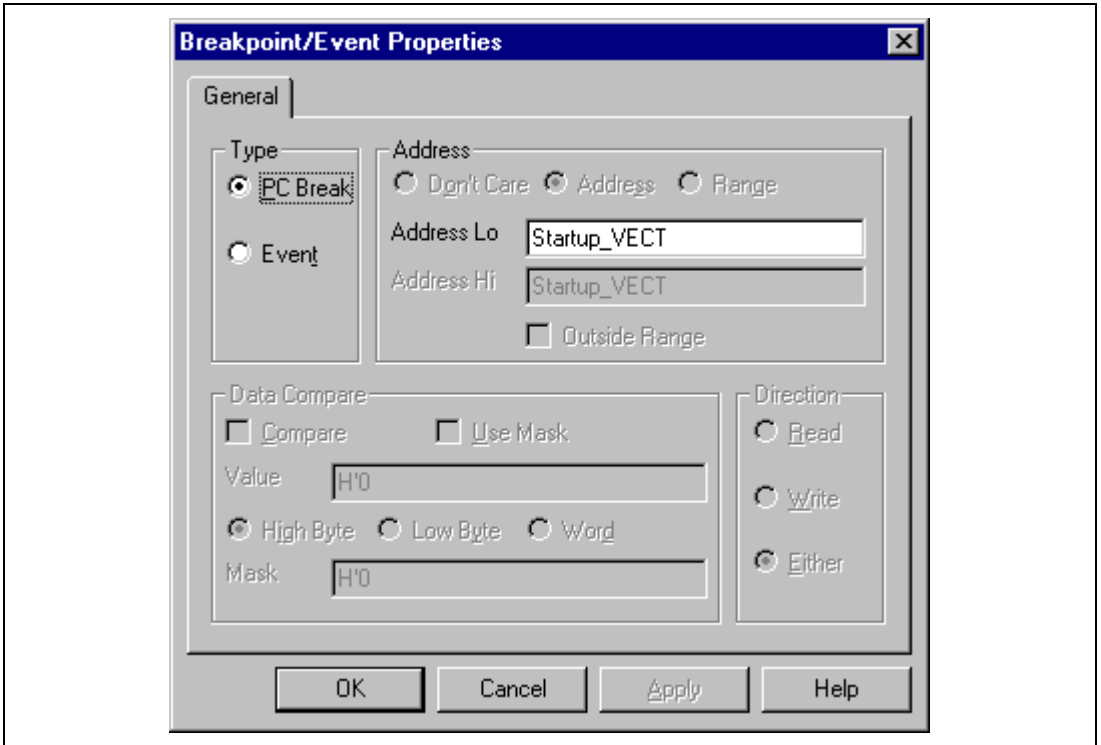 Breakpoint/Event Properties
General
Type
PC Break
Event
Address
Don't Care Address Range
Address Lo Startup_VECT
Address Hi Startup_VECT
Outside Range
Data Compare
Compare Use Mask
Value H'0
High Byte Low Byte Word
Mask H'0
Direction
Read
Write
Either
OK Cancel Apply Help